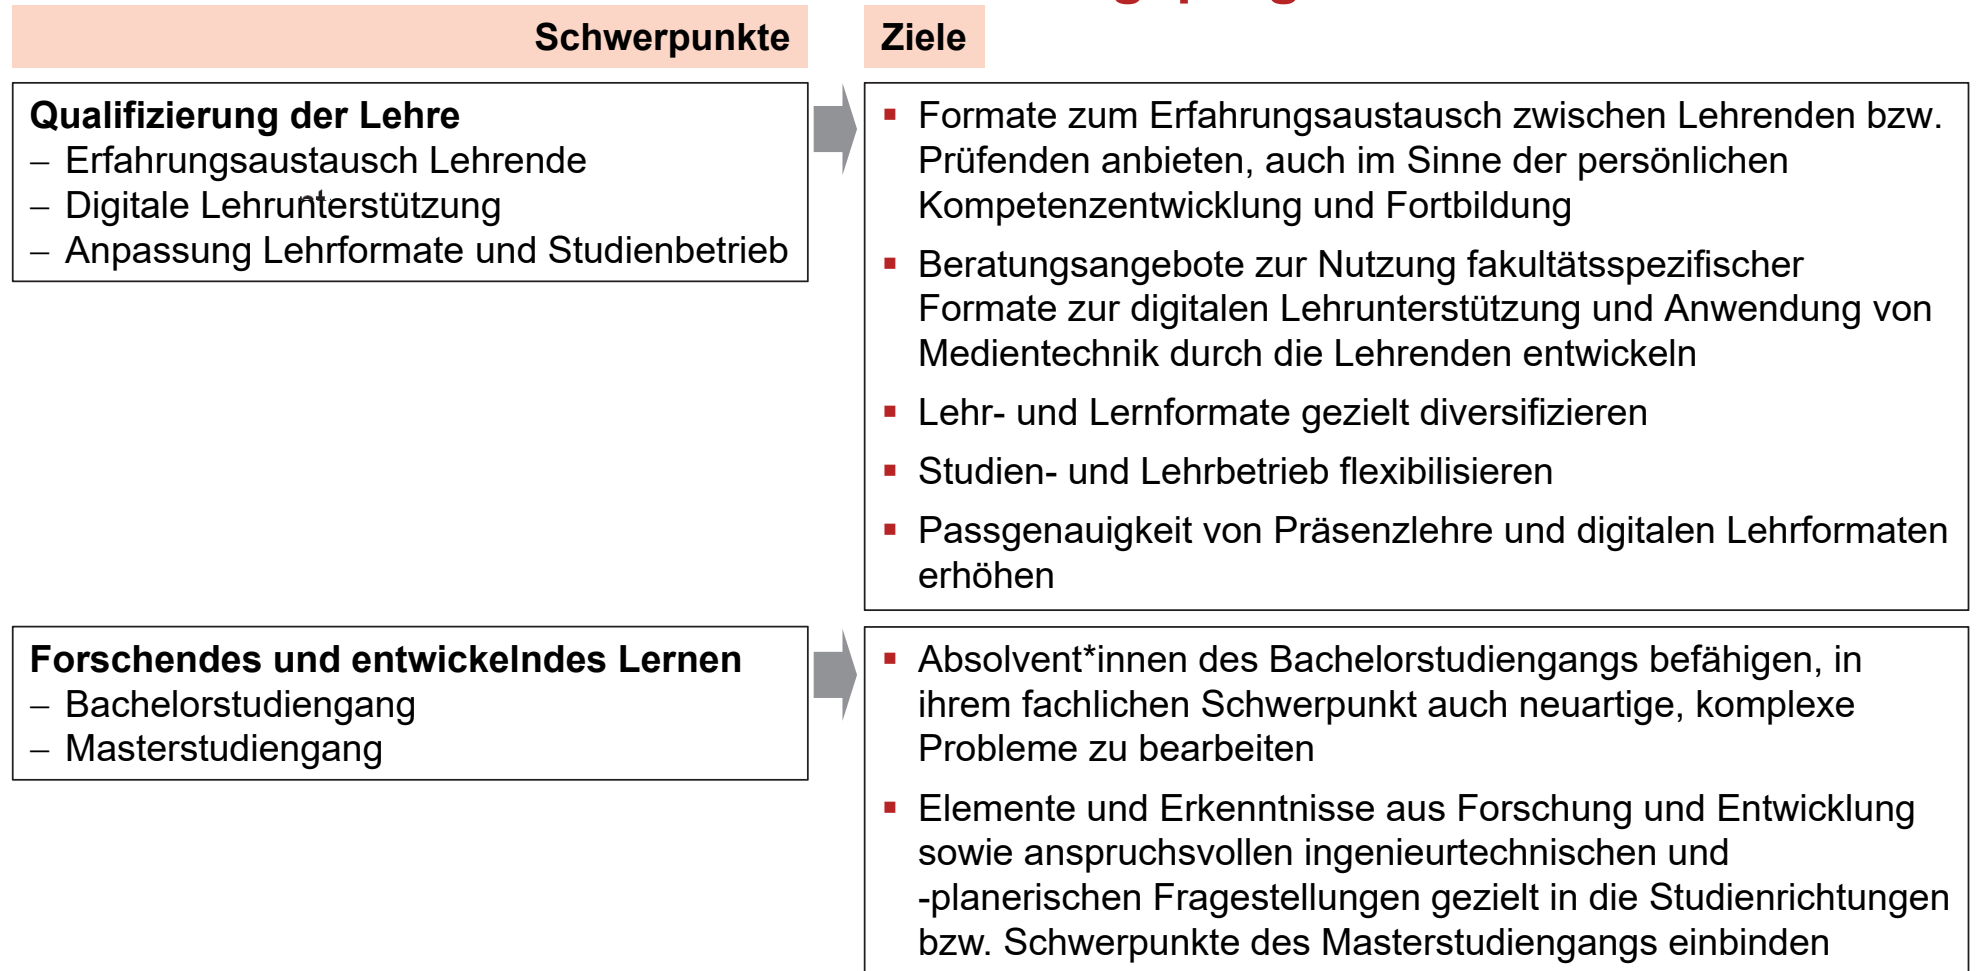 Schwerpunkte
Ziele
Qualifizierung der Lehre
– Erfahrungsaustausch Lehrende
– Digitale Lehrunterstützung
– Anpassung Lehrformate und Studienbetrieb
▪ Formate zum Erfahrungsaustausch zwischen Lehrenden bzw.
Prüfenden anbieten, auch im Sinne der persönlichen
Kompetenzentwicklung und Fortbildung
▪ Beratungsangebote zur Nutzung fakultätsspezifischer
Formate zur digitalen Lehrunterstützung und Anwendung von
Medientechnik durch die Lehrenden entwickeln
▪ Lehr- und Lernformate gezielt diversifizieren
▪ Studien- und Lehrbetrieb flexibilisieren
▪ Passgenauigkeit von Präsenzlehre und digitalen Lehrformaten
erhöhen
Forschendes und entwickelndes Lernen
– Bachelorstudiengang
– Masterstudiengang
▪ Absolvent*innen des Bachelorstudiengangs befähigen, in
ihrem fachlichen Schwerpunkt auch neuartige, komplexe
Probleme zu bearbeiten
▪ Elemente und Erkenntnisse aus Forschung und Entwicklung
sowie anspruchsvollen ingenieurtechnischen und
-planerischen Fragestellungen gezielt in die Studienrichtungen
bzw. Schwerpunkte des Masterstudiengangs einbinden